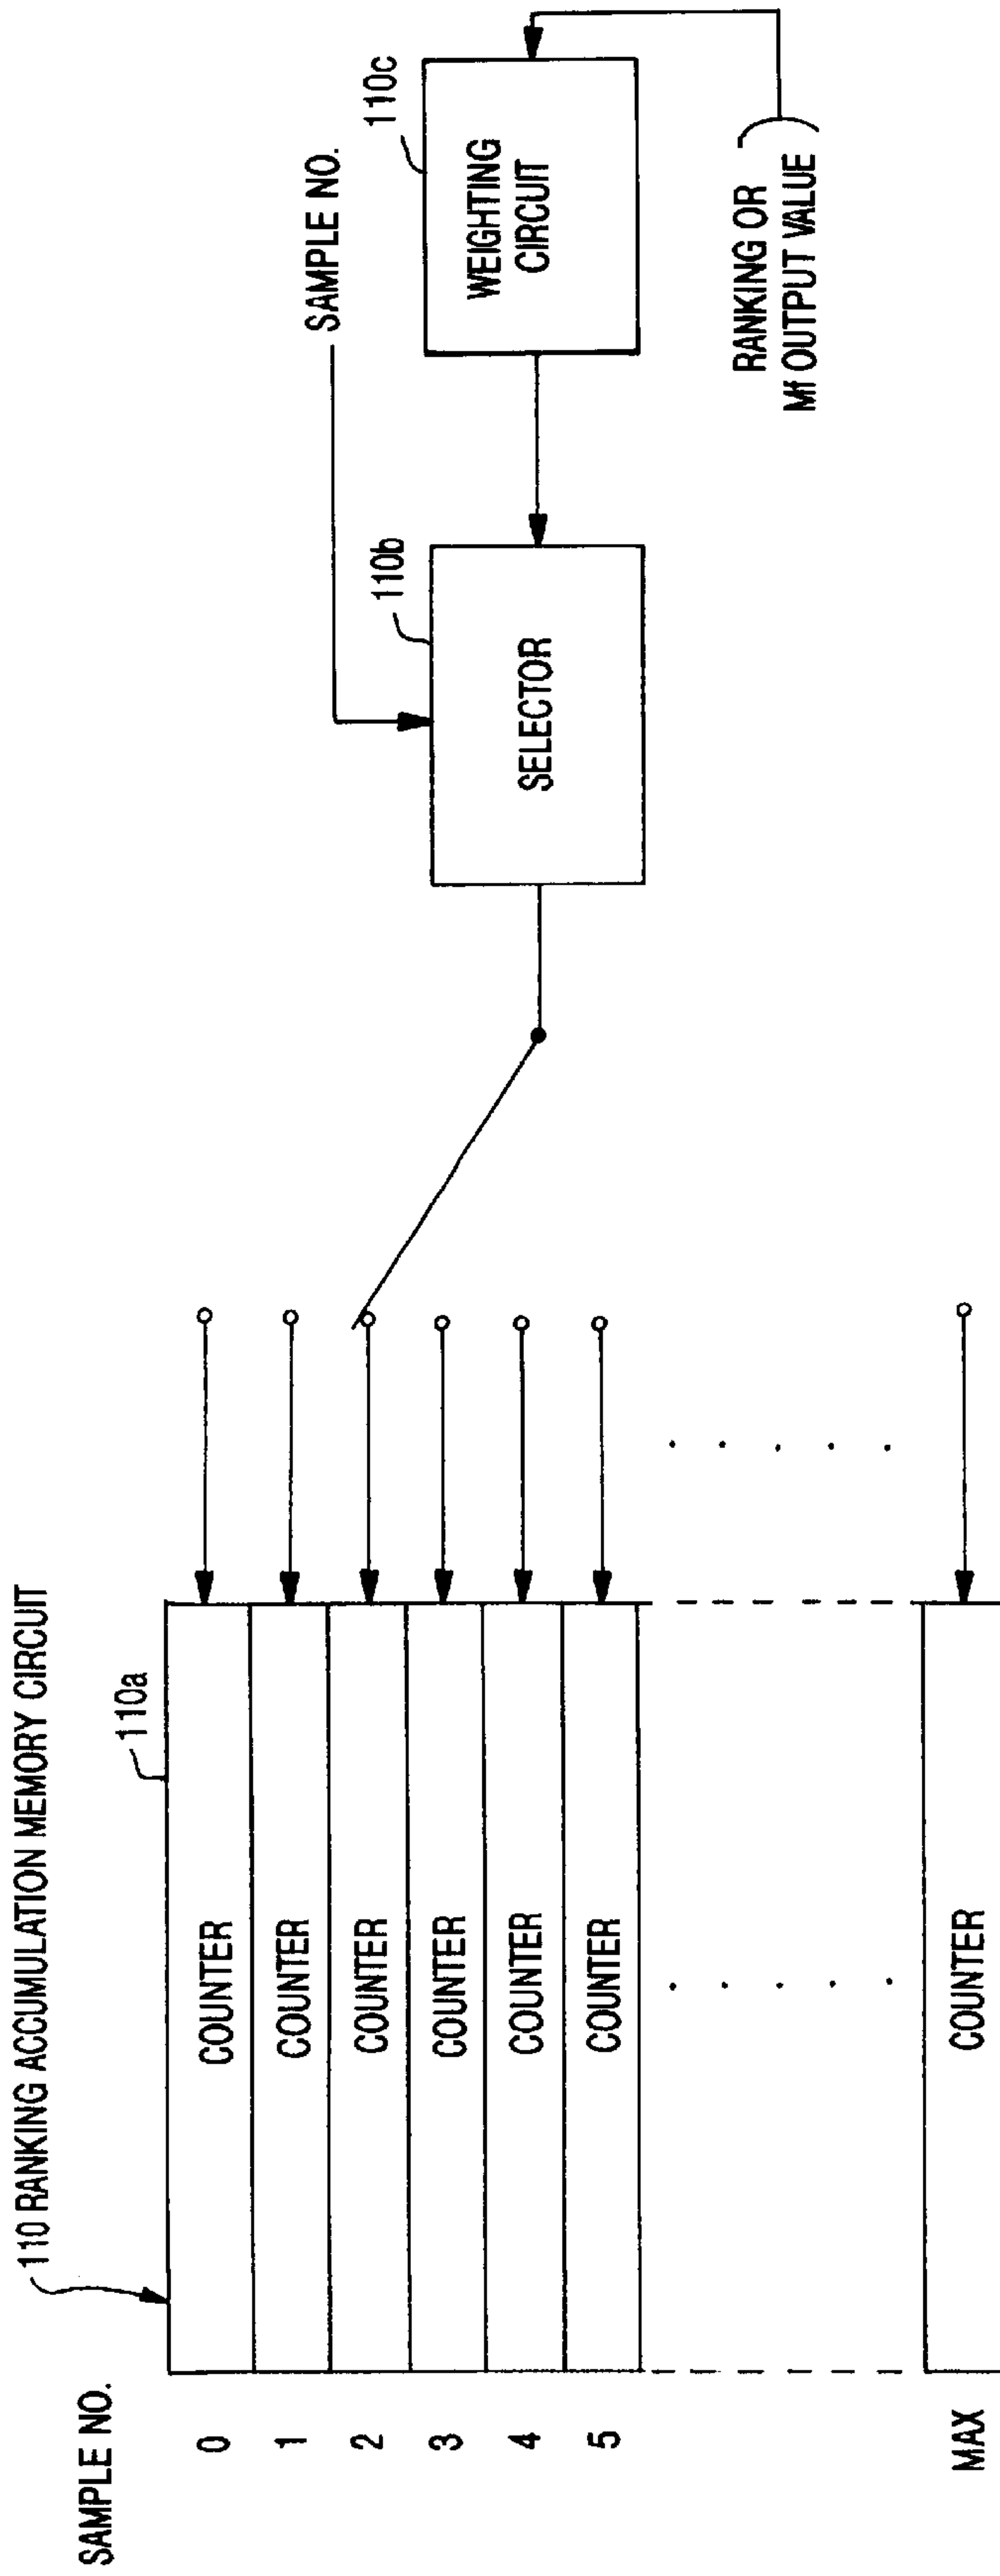 110 RANKING ACCUMULATION MEMORY CIRCUIT
SAMPLE NO.
110a
0 COUNTER
1 COUNTER
2 COUNTER
3 COUNTER
4 COUNTER
5 COUNTER
MAX COUNTER
SAMPLE NO.
110b
SELECTOR
110c
WEIGHTING
CIRCUIT
RANKING OR
Mf OUTPUT VALUE